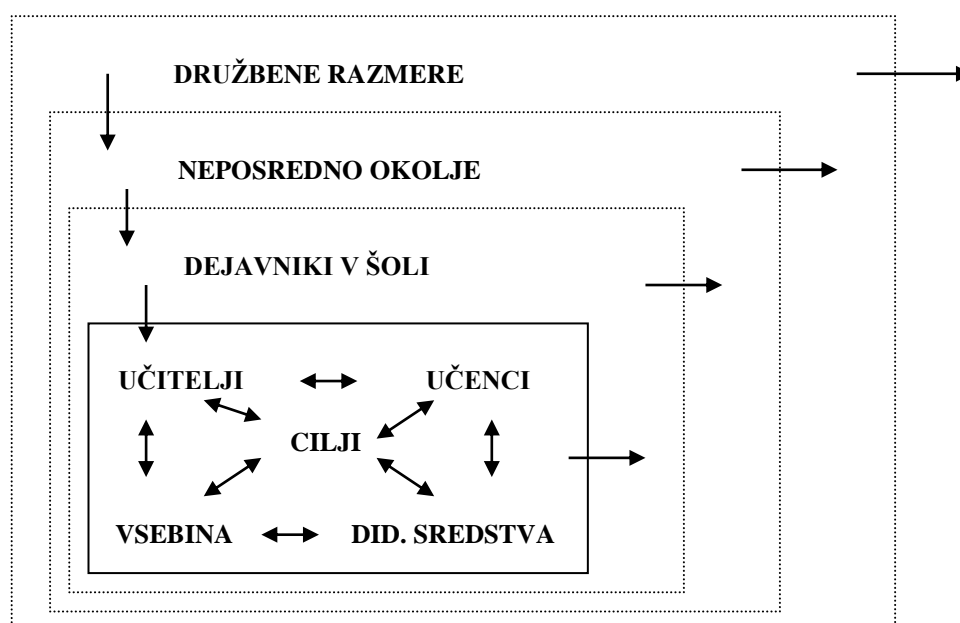 DRUŽBENE RAZMERE
NEPOSREDNO OKOLJE
DEJAVNIKI V ŠOLI
UČITELJI UČENCI
CILJI
VSEBINA DID. SREDSTVA